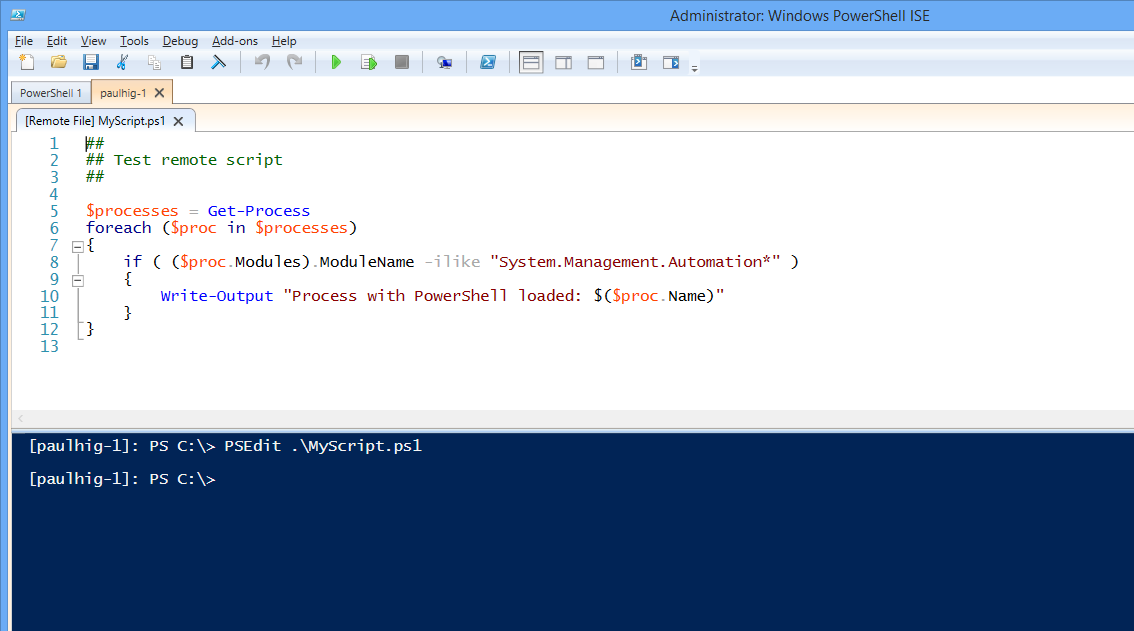 Administrator: Windows PowerShell ISE
File Edit View Tools Debug Add-ons Help
PowerShell 1 paulhig-1
[Remote File] MyScript.ps1
1 ##
2 ## Test remote script
3 ##
4
5 $processes = Get-Process
6 foreach ($proc in $processes)
7 {
8 if ( ($proc.Modules).ModuleName -ilike "System.Management.Automation*" )
9 {
10 Write-Output "Process with PowerShell loaded: $($proc.Name)"
11 }
12 }
13
[paulhig-1]: PS C:\> PSEdit .\MyScript.ps1
[paulhig-1]: PS C:\>